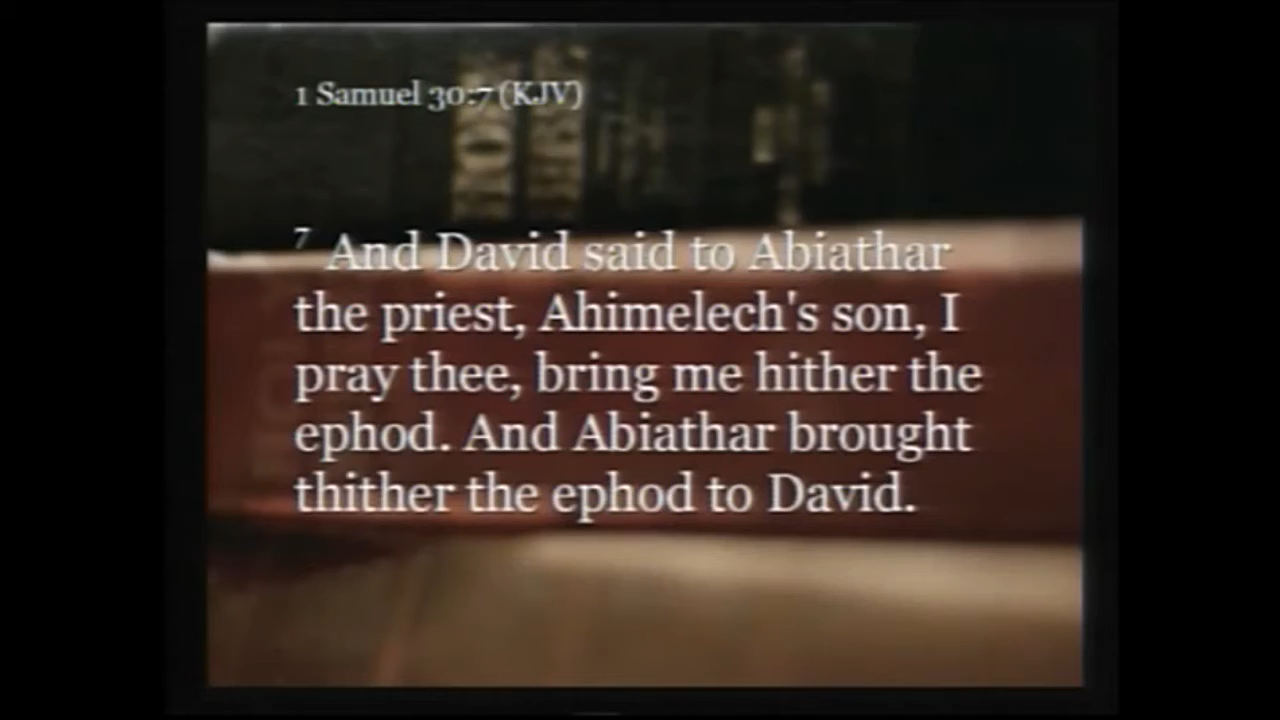 1 Samuel 30:7 (KJV)
7 And David said to Abiathar
the priest, Ahimelech's son, I
pray thee, bring me hither the
ephod. And Abiathar brought
thither the ephod to David.